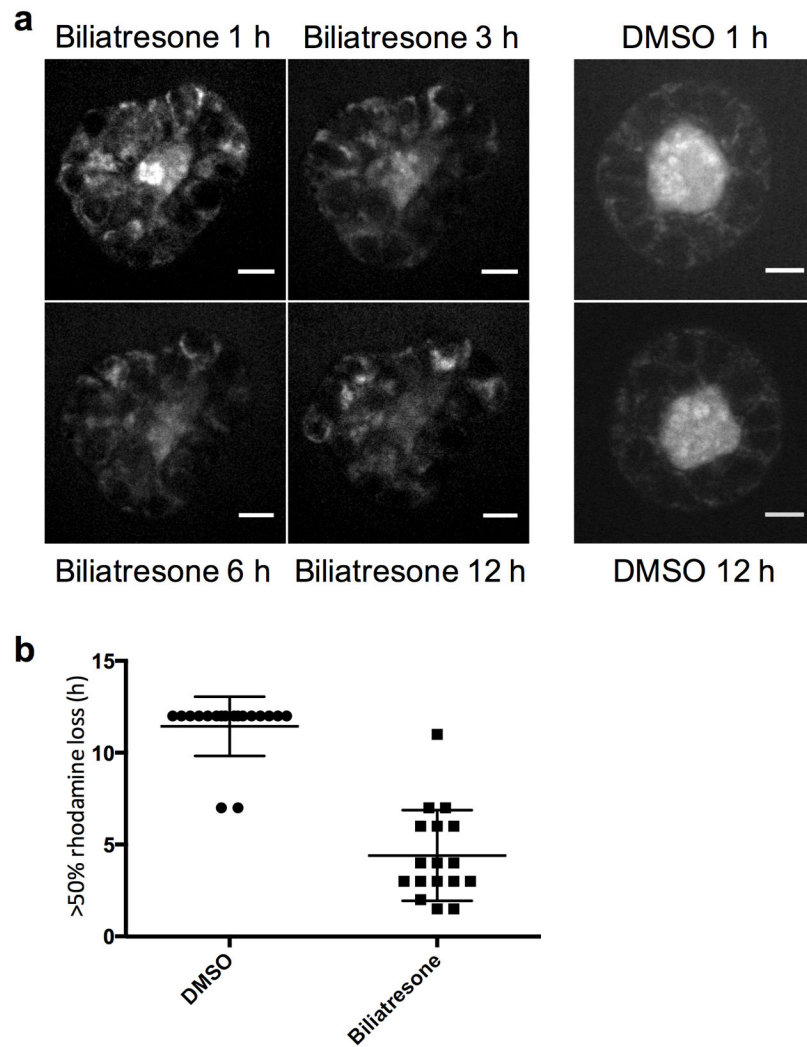 a
Biliatresone 1 h Biliatresone 3 h DMSO 1 h
Biliatresone 6 h Biliatresone 12 h DMSO 12 h
b
>50% rhodamine loss (h)
15
10
5
0
DMSO
Biliatresone